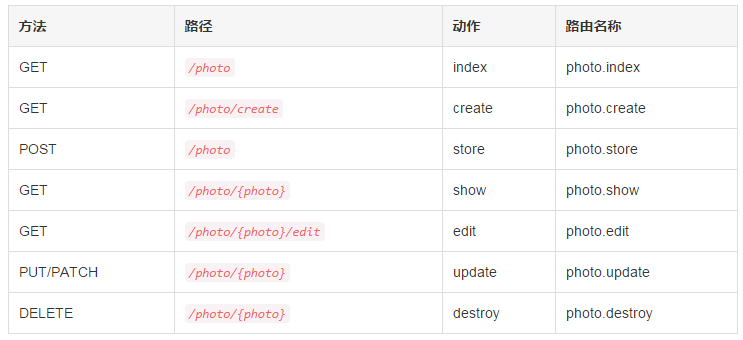 方法 路径 动作 路由名称
GET /photo index photo.index
GET /photo/create create photo.create
POST /photo store photo.store
GET /photo/{photo} show photo.show
GET /photo/{photo}/edit edit photo.edit
PUT/PATCH /photo/{photo} update photo.update
DELETE /photo/{photo} destroy photo.destroy